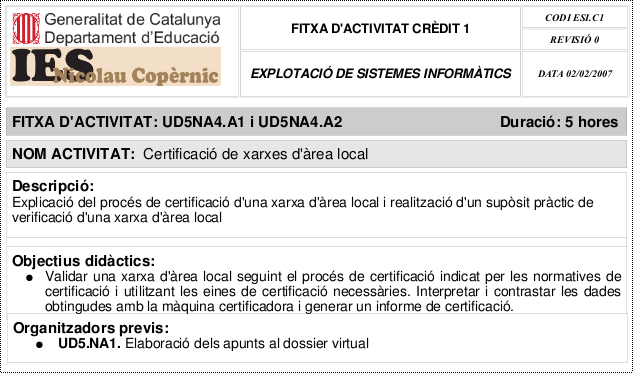 Generalitat de Catalunya
Departament d'Educació
IES
Nicolau Copèrnic
FITXA D'ACTIVITAT CRÈDIT 1
EXPLOTACIÓ DE SISTEMES INFORMÀTICS
CODI ESI.C1
REVISIÓ 0
DATA 02/02/2007
FITXA D'ACTIVITAT: UD5NA4.A1 i UD5NA4.A2 Duració: 5 hores
NOM ACTIVITAT: Certificació de xarxes d'àrea local
Descripció:
Explicació del procés de certificació d'una xarxa d'àrea local i realització d'un supòsit pràctic de
verificació d'una xarxa d'àrea local
Objectius didàctics:
● Validar una xarxa d'àrea local seguint el procés de certificació indicat per les normatives de
certificació i utilitzant les eines de certificació necessàries. Interpretar i contrastar les dades
obtingudes amb la màquina certificadora i generar un informe de certificació.
Organitzadors previs:
● UD5.NA1. Elaboració dels apunts al dossier virtual